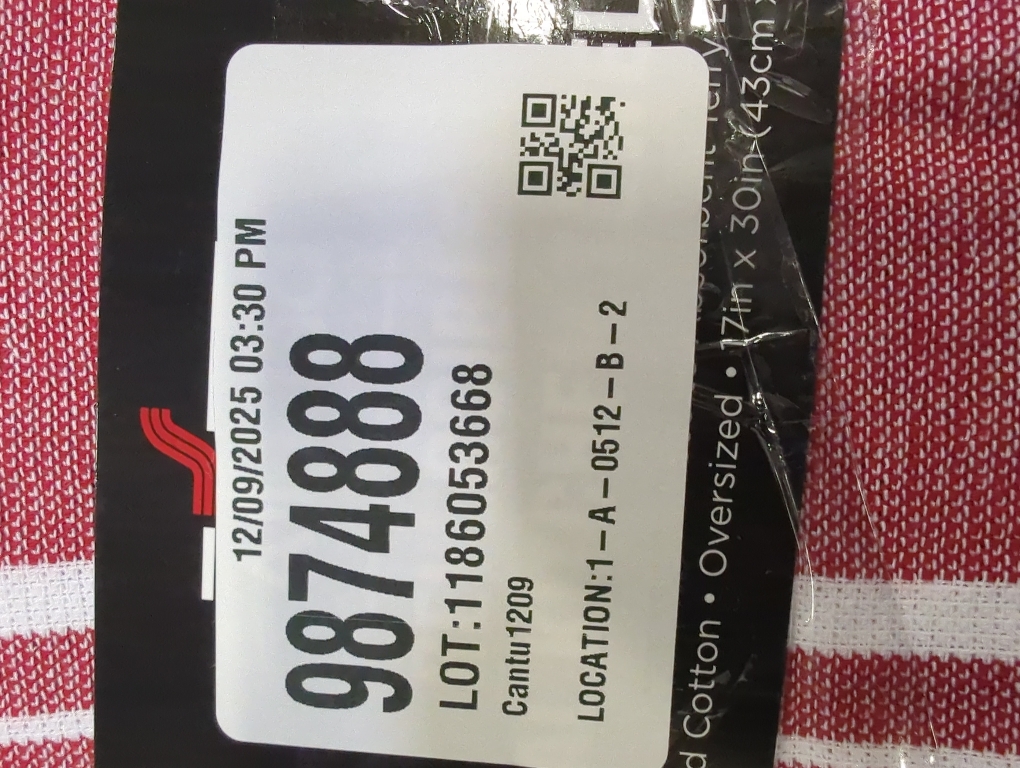 12/09/2025 03:30 PM
9874888
LOT:1186053668
Cantu1209
LOCATION:1-A-0512-B-2
Cotton • Oversized • 17in x 30in (43cm x